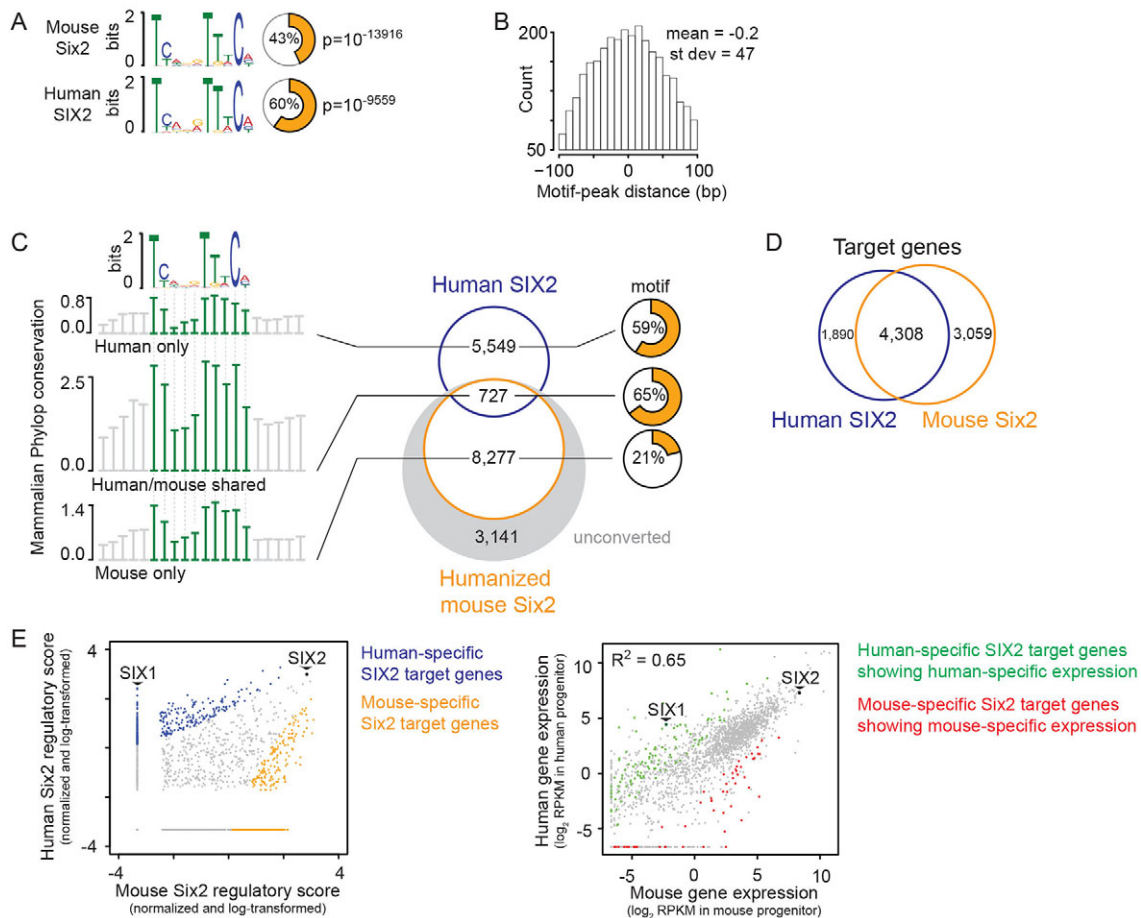 A
Mouse
Six2
bits
2
0
43%
p=10-13916
Human
SIX2
bits
2
0
60%
p=10-9559
B
Count
200
50
mean = -0.2
st dev = 47
−100
0
100
Motif-peak distance (bp)
C
bits
2
0
Mammalian Phylop conservation
0.8
0.0
Human only
2.5
0.0
Human/mouse shared
1.4
0.0
Mouse only
Human SIX2
5,549
727
8,277
3,141
unconverted
Humanized
mouse Six2
motif
59%
65%
21%
D
Target genes
1,890
4,308
3,059
Human SIX2
Mouse Six2
E
Human Six2 regulatory score
(normalized and log-transformed)
4
-4
SIX1
SIX2
-4
0
4
Mouse Six2 regulatory score
(normalized and log-transformed)
Human-specific
SIX2 target genes
Mouse-specific
Six2 target genes
Human gene expression
(log2 RPKM in human progenitor)
10
5
0
-5
R2 = 0.65
SIX1
SIX2
-5
0
5
10
Mouse gene expression
(log2 RPKM in mouse progenitor)
Human-specific SIX2 target genes
showing human-specific expression
Mouse-specific Six2 target genes
showing mouse-specific expression